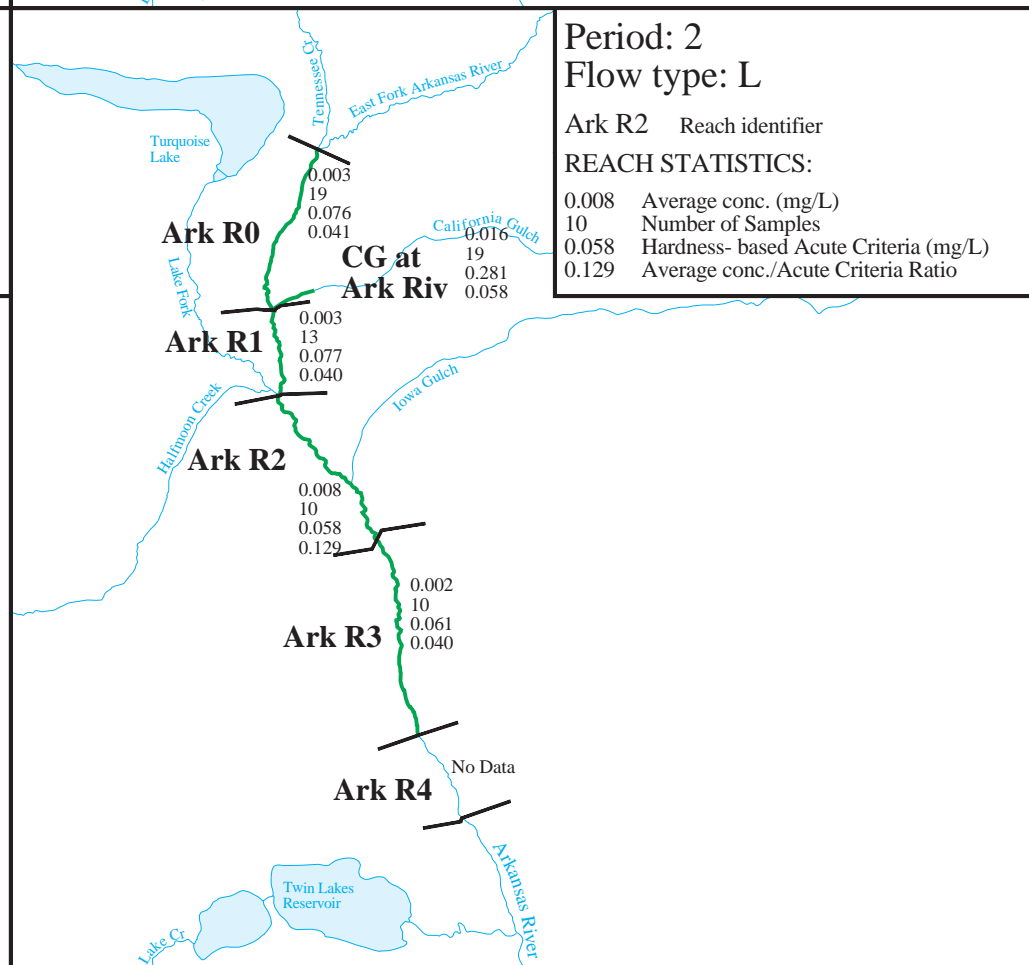 Period: 2
Flow type: L
Ark R2 Reach identifier
REACH STATISTICS:
0.008 Average conc. (mg/L)
10 Number of Samples
0.058 Hardness- based Acute Criteria (mg/L)
0.129 Average conc./Acute Criteria Ratio
Tennessee Cr
East Fork Arkansas River
Turquoise
Lake
0.003
19
0.076
0.041
Ark R0
California Gulch
CG at
Ark Riv
0.016
19
0.281
0.058
Lake Fork
Ark R1
0.003
13
0.077
0.040
Iowa Gulch
Halfmoon Creek
Ark R2
0.008
10
0.058
0.129
Ark R3
0.002
10
0.061
0.040
No Data
Ark R4
Arkansas River
Twin Lakes
Reservoir
Lake Cr